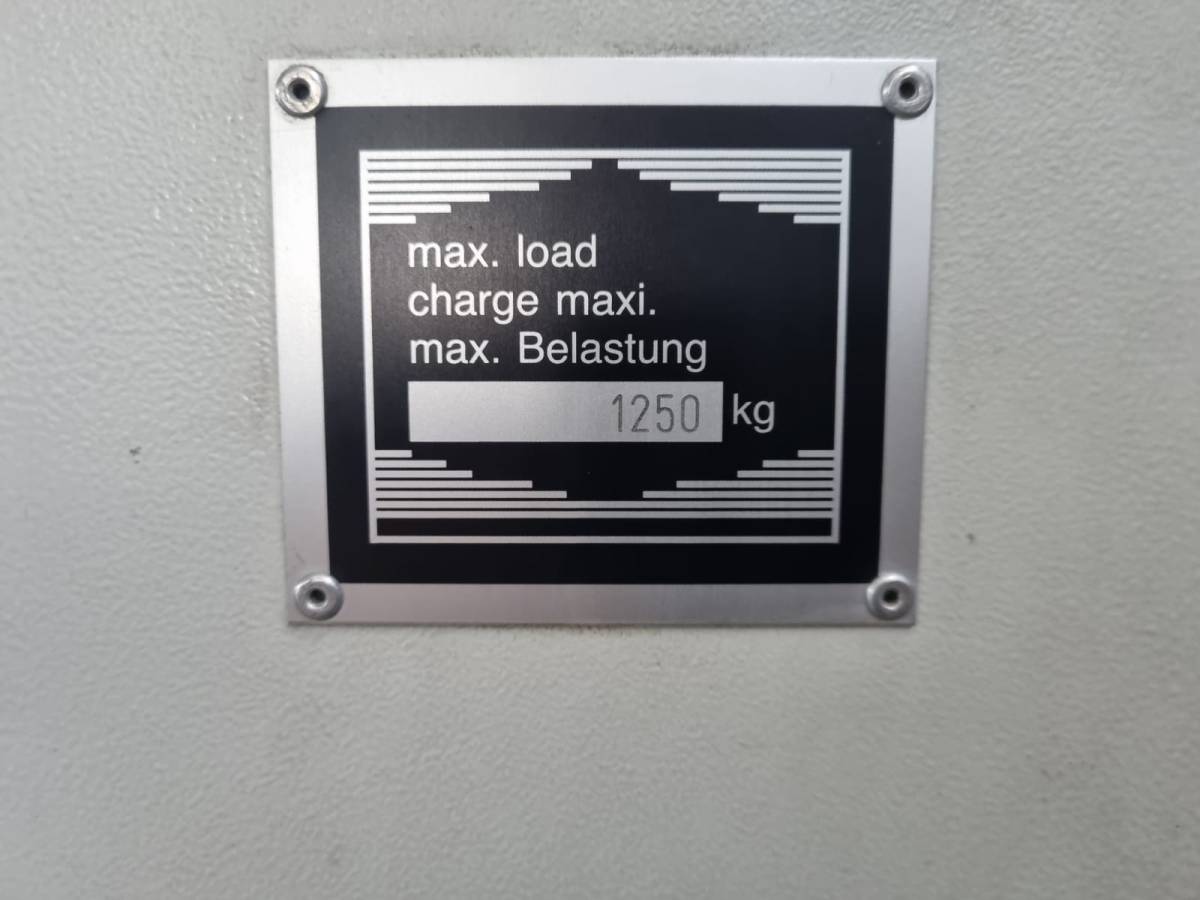 max. load
charge maxi.
max. Belastung
1250 kg